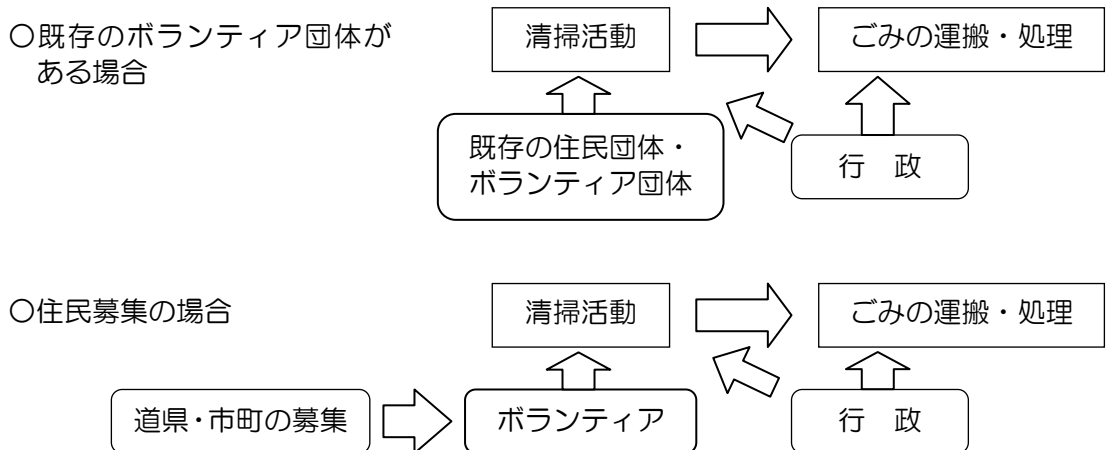 ○既存のボランティア団体が
ある場合
清掃活動
ごみの運搬・処理
既存の住民団体・
ボランティア団体
行 政
○住民募集の場合
清掃活動
ごみの運搬・処理
道県・市町の募集
ボランティア
行 政